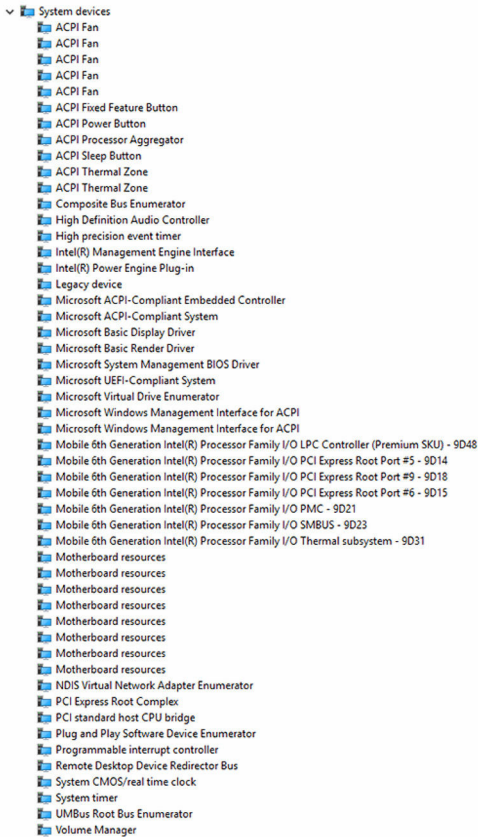 System devices
ACPI Fan
ACPI Fan
ACPI Fan
ACPI Fan
ACPI Fan
ACPI Fixed Feature Button
ACPI Power Button
ACPI Processor Aggregator
ACPI Sleep Button
ACPI Thermal Zone
ACPI Thermal Zone
Composite Bus Enumerator
High Definition Audio Controller
High precision event timer
Intel(R) Management Engine Interface
Intel(R) Power Engine Plug-in
Legacy device
Microsoft ACPI-Compliant Embedded Controller
Microsoft ACPI-Compliant System
Microsoft Basic Display Driver
Microsoft Basic Render Driver
Microsoft System Management BIOS Driver
Microsoft UEFI-Compliant System
Microsoft Virtual Drive Enumerator
Microsoft Windows Management Interface for ACPI
Microsoft Windows Management Interface for ACPI
Mobile 6th Generation Intel(R) Processor Family I/O LPC Controller (Premium SKU) - 9D48
Mobile 6th Generation Intel(R) Processor Family I/O PCI Express Root Port #5 - 9D14
Mobile 6th Generation Intel(R) Processor Family I/O PCI Express Root Port #9 - 9D18
Mobile 6th Generation Intel(R) Processor Family I/O PCI Express Root Port #6 - 9D15
Mobile 6th Generation Intel(R) Processor Family I/O PMC - 9D21
Mobile 6th Generation Intel(R) Processor Family I/O SMBUS - 9D23
Mobile 6th Generation Intel(R) Processor Family I/O Thermal subsystem - 9D31
Motherboard resources
Motherboard resources
Motherboard resources
Motherboard resources
Motherboard resources
Motherboard resources
Motherboard resources
Motherboard resources
NDIS Virtual Network Adapter Enumerator
PCI Express Root Complex
PCI standard host CPU bridge
Plug and Play Software Device Enumerator
Programmable interrupt controller
Remote Desktop Device Redirector Bus
System CMOS/real time clock
System timer
UMBus Root Bus Enumerator
Volume Manager